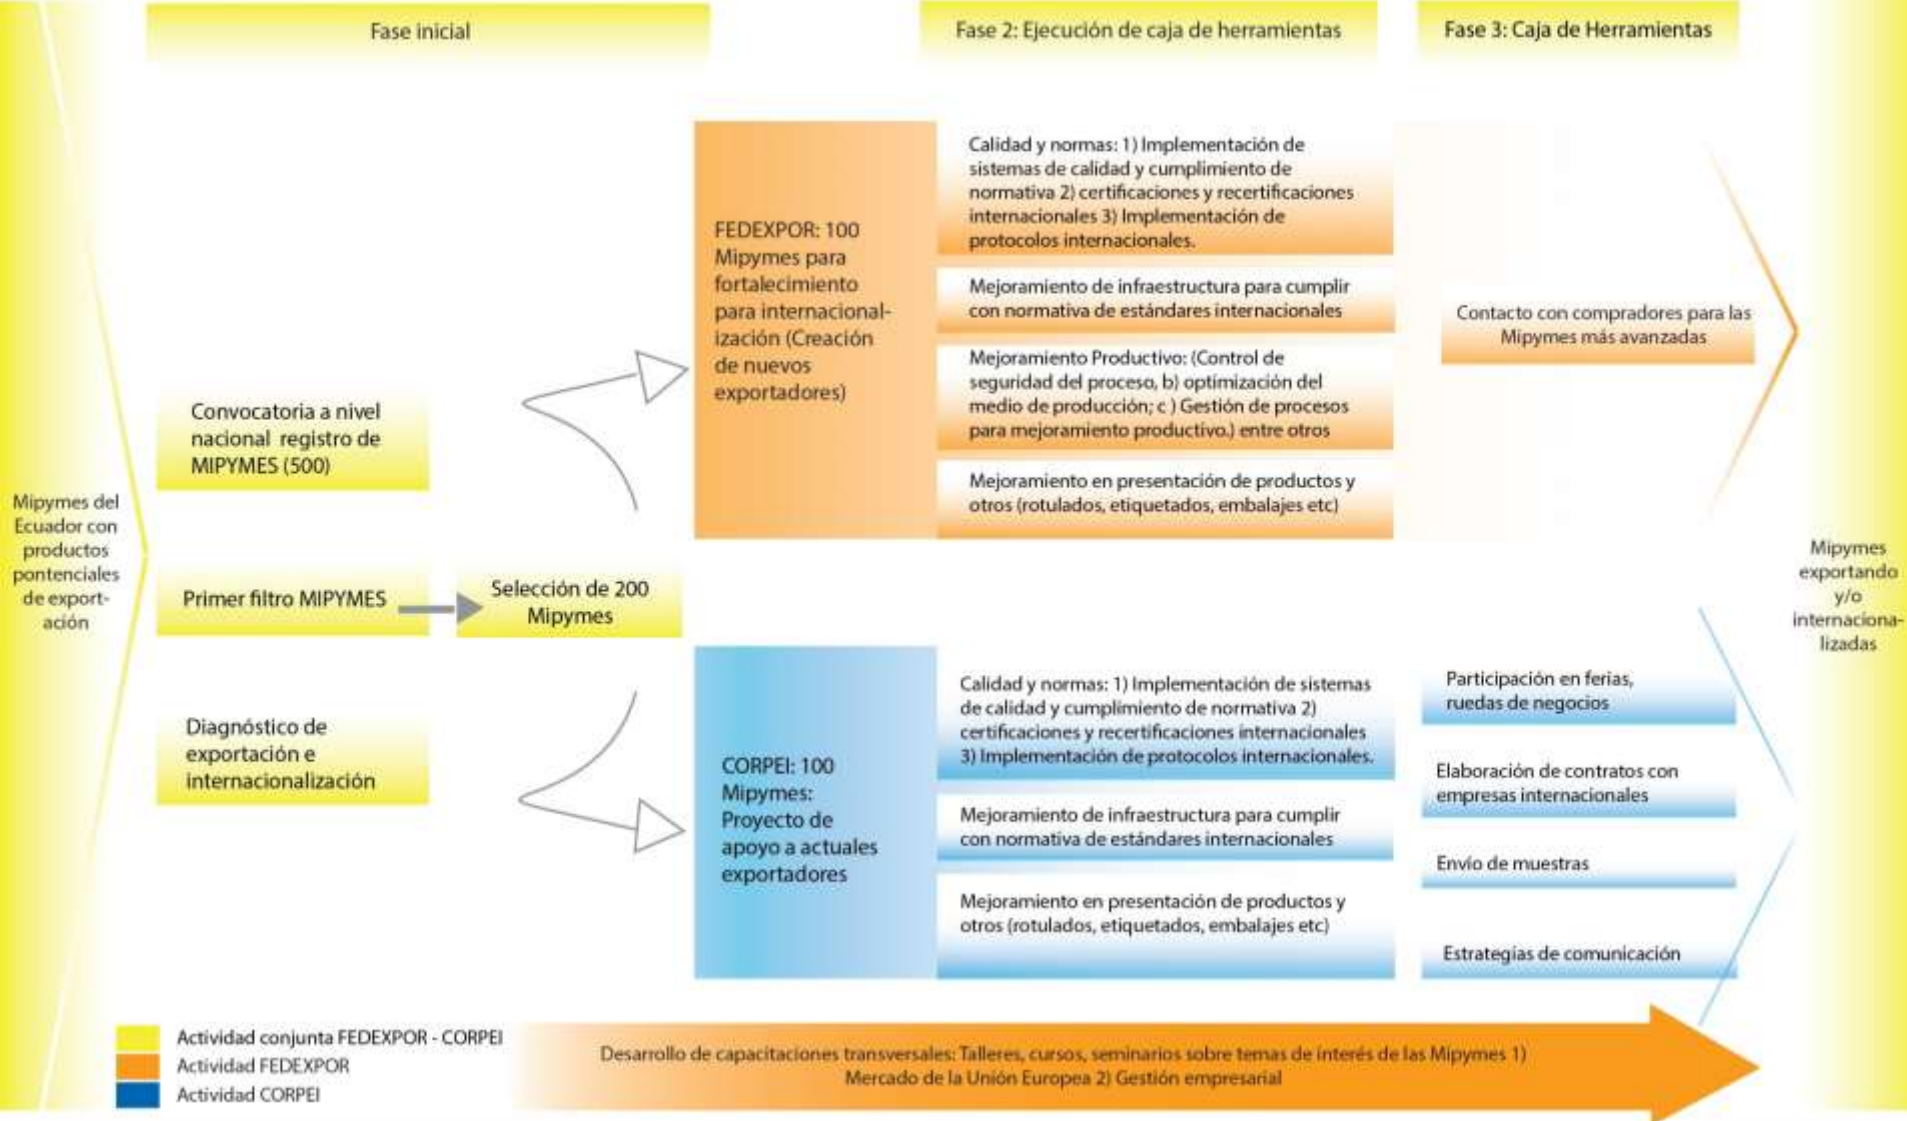 Fase inicial
Fase 2: Ejecución de caja de herramientas
Fase 3: Caja de Herramientas
Mipymes del
Ecuador con
productos
pontenciales
de export-
ación
Convocatoria a nivel
nacional registro de
MIPYMES (500)
Primer filtro MIPYMES
Selección de 200
Mipymes
Diagnóstico de
exportación e
internacionalización
FEDEXPOR: 100
Mipymes para
fortalecimiento
para internacional-
ización (Creación
de nuevos
exportadores)
Calidad y normas: 1) Implementación de
sistemas de calidad y cumplimiento de
normativa 2) certificaciones y recertificaciones
internacionales 3) Implementación de
protocolos internacionales.
Mejoramiento de infraestructura para cumplir
con normativa de estándares internacionales
Mejoramiento Productivo: (Control de
seguridad del proceso, b) optimización del
medio de producción; c ) Gestión de procesos
para mejoramiento productivo.) entre otros
Mejoramiento en presentación de productos y
otros (rotulados, etiquetados, embalajes etc)
Contacto con compradores para las
Mipymes más avanzadas
CORPEI: 100
Mipymes:
Proyecto de
apoyo a actuales
exportadores
Calidad y normas: 1) Implementación de sistemas
de calidad y cumplimiento de normativa 2)
certificaciones y recertificaciones internacionales
3) Implementación de protocolos internacionales.
Mejoramiento de infraestructura para cumplir
con normativa de estándares internacionales
Mejoramiento en presentación de productos y
otros (rotulados, etiquetados, embalajes etc)
Participación en ferias,
ruedas de negocios
Elaboración de contratos con
empresas internacionales
Envío de muestras
Estrategias de comunicación
Mipymes
exportando
y/o
internaciona-
lizadas
Actividad conjunta FEDEXPOR - CORPEI
Actividad FEDEXPOR
Actividad CORPEI
Desarrollo de capacitaciones transversales: Talleres, cursos, seminarios sobre temas de interés de las Mipymes 1)
Mercado de la Unión Europea 2) Gestión empresarial